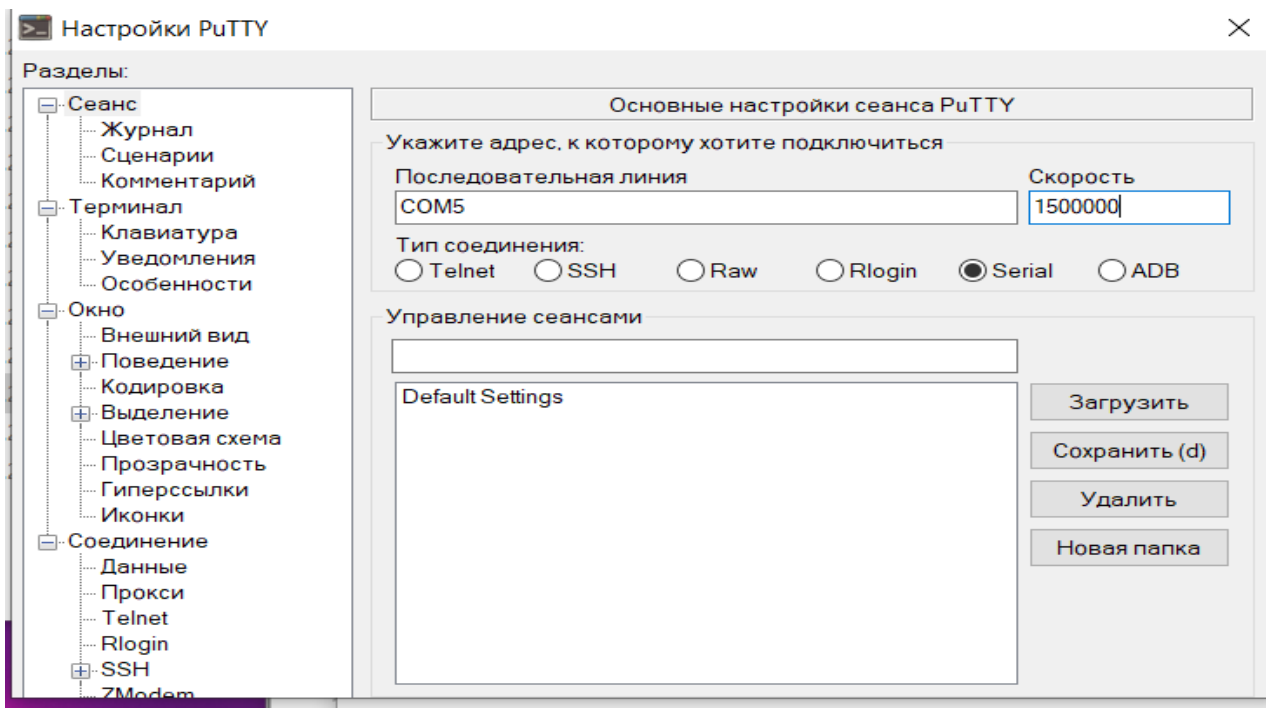 Настройки PuTTY
Разделы:
Сеанс
Журнал
Сценарии
Комментарий
Терминал
Клавиатура
Уведомления
Особенности
Окно
Внешний вид
Поведение
Кодировка
Выделение
Цветовая схема
Прозрачность
Гиперссылки
Иконки
Соединение
Данные
Прокси
Telnet
Rlogin
SSH
ZModem
Основные настройки сеанса PuTTY
Укажите адрес, к которому хотите подключиться
Последовательная линия Скорость
COM5 1500000
Тип соединения:
Telnet SSH Raw Rlogin Serial ADB
Управление сеансами
Default Settings
Загрузить
Сохранить (d)
Удалить
Новая папка